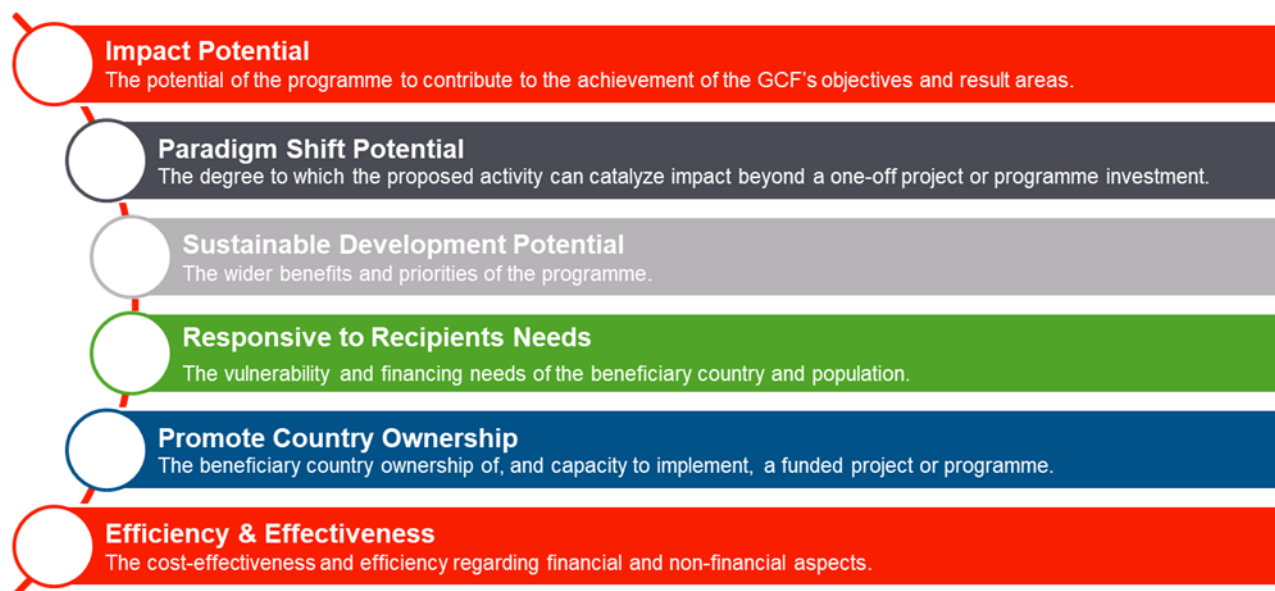 Impact Potential
The potential of the programme to contribute to the achievement of the GCF's objectives and result areas.
Paradigm Shift Potential
The degree to which the proposed activity can catalyze impact beyond a one-off project or programme investment.
Sustainable Development Potential
The wider benefits and priorities of the programme.
Responsive to Recipients Needs
The vulnerability and financing needs of the beneficiary country and population.
Promote Country Ownership
The beneficiary country ownership of, and capacity to implement, a funded project or programme.
Efficiency & Effectiveness
The cost-effectiveness and efficiency regarding financial and non-financial aspects.